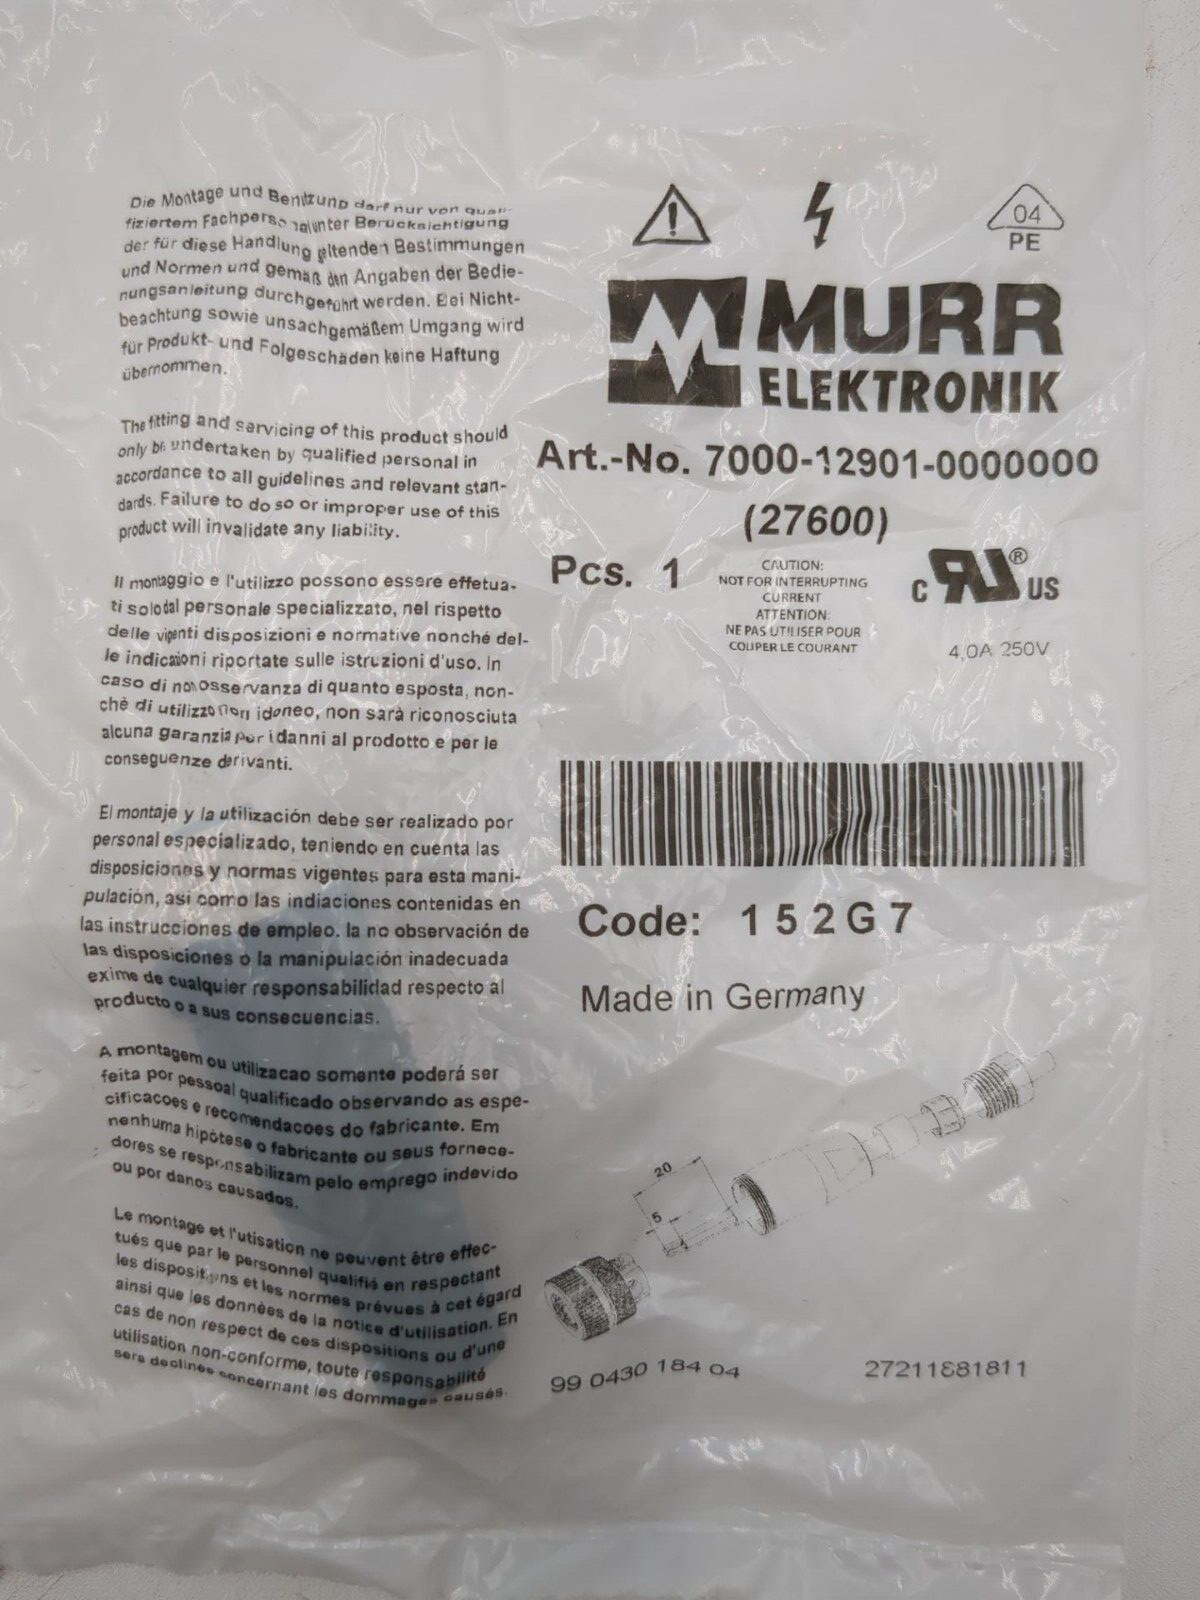 Die Montage und Benutzung darf nur von quali-
fiziertem Fachpersonal unter Berücksichtigung
der für diese Handlung geltenden Bestimmungen
und Normen und gemäß den Angaben der Bedie-
nungsanleitung durchgeführt werden. Bei Nicht-
beachtung sowie unsachgemäßem Umgang wird
für Produkt- und Folgeschäden keine Haftung
übernommen.
The fitting and servicing of this product should
only be undertaken by qualified personal in
accordance to all guidelines and relevant stan-
dards. Failure to do so or improper use of this
product will invalidate any liability.
Il montaggio e l'utilizzo possono essere effetua-
ti solo dal personale specializzato, nel rispetto
delle vigenti disposizioni e normative nonché del-
le indicazioni riportate sulle istruzioni d'uso. In
caso di non osservanza di quanto esposta, non-
chè di utilizzo non idoneo, non sarà riconosciuta
alcuna garanzia per i danni al prodotto e per le
conseguenze derivanti.
El montaje y la utilización debe ser realizado por
personal especializado, teniendo en cuenta las
disposiciones y normas vigentes para esta mani-
pulación, asi como las indiaciones contenidas en
las instrucciones de empleo. la no observación de
las disposiciones o la manipulación inadecuada
exime de cualquier responsabilidad respecto al
producto o a sus consecuencias.
A montagem ou utilizacao somente poderá ser
feita por pessoal qualificado observando as espe-
cificacoes e recomendacoes do fabricante. Em
nenhuma hipòtese o fabricante ou seus fornece-
dores se responsabilizam pelo emprego indevido
ou por danos causados.
Le montage et l'utisation ne peuvent être effec-
tués que par le personnel qualifié en respectant
les dispositions et les normes prévues à cet égard
ainsi que les données de la notice d'utilisation. En
cas de non respect de ces dispositions ou d'une
utilisation non-conforme, toute responsabilité
sera declinee concernant les dommages causés.
04
PE
MURR
ELEKTRONIK
Art.-No. 7000-12901-0000000
(27600)
Pcs. 1
CAUTION:
NOT FOR INTERRUPTING
CURRENT
ATTENTION:
NE PAS UTILISER POUR
COUPER LE COURANT
c RU ® US
4,0A 250V
Code: 152G7
Made in Germany
20
5
99 0430 184 04
27211881811